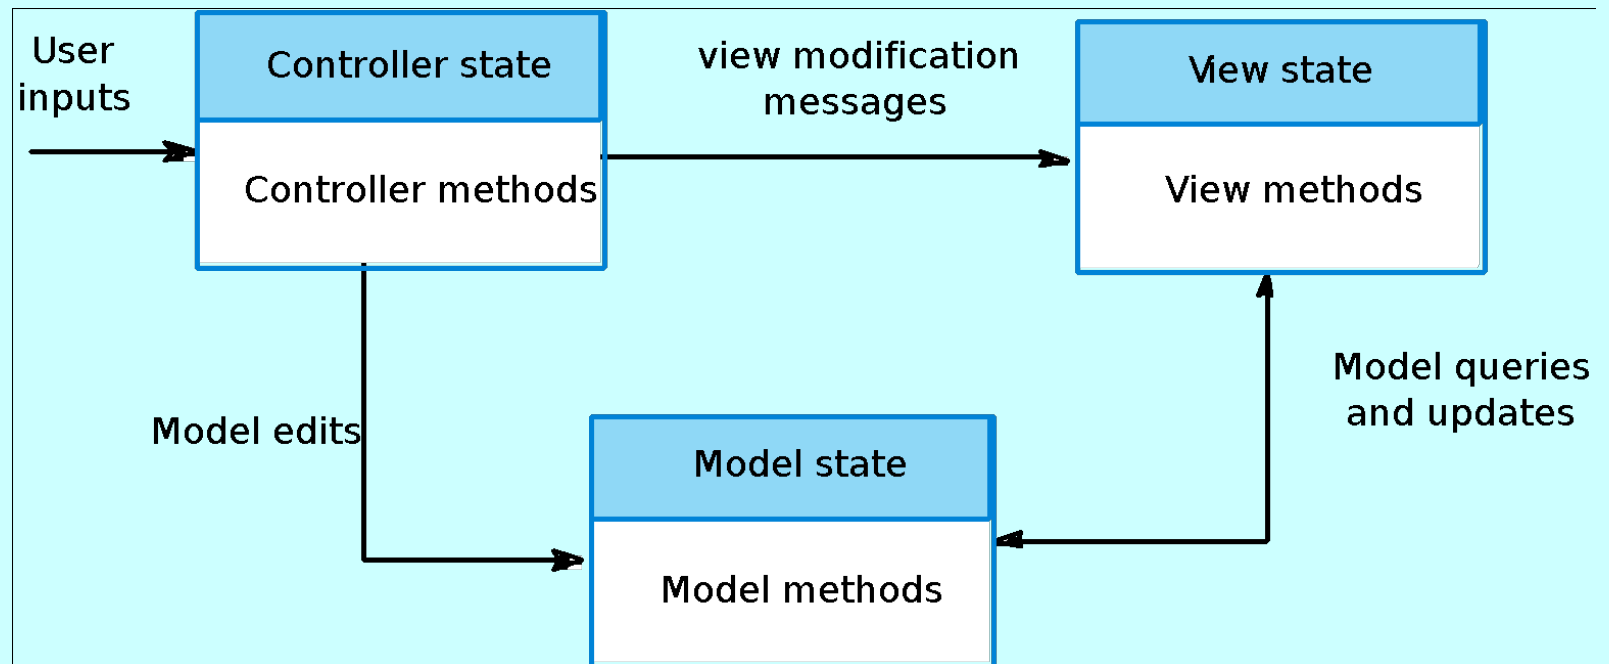 User
inputs
Controller state
Controller methods
view modification
messages
View state
View methods
Model edits
Model state
Model methods
Model queries
and updates